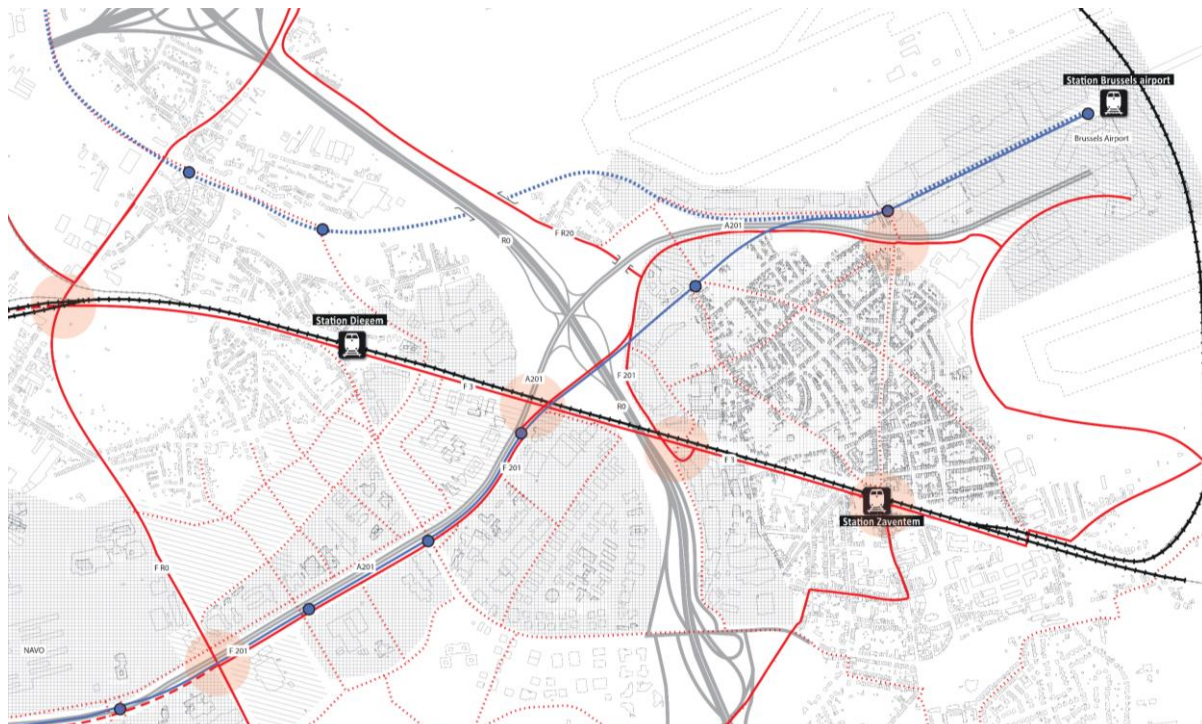 Station Brussels airport
Brussels Airport
A201
R0
F R20
Station Diegem
A201
F 201
F 3
R0
F 3
F 201
Station Zaventem
A201
F R0
F 201
NAVO